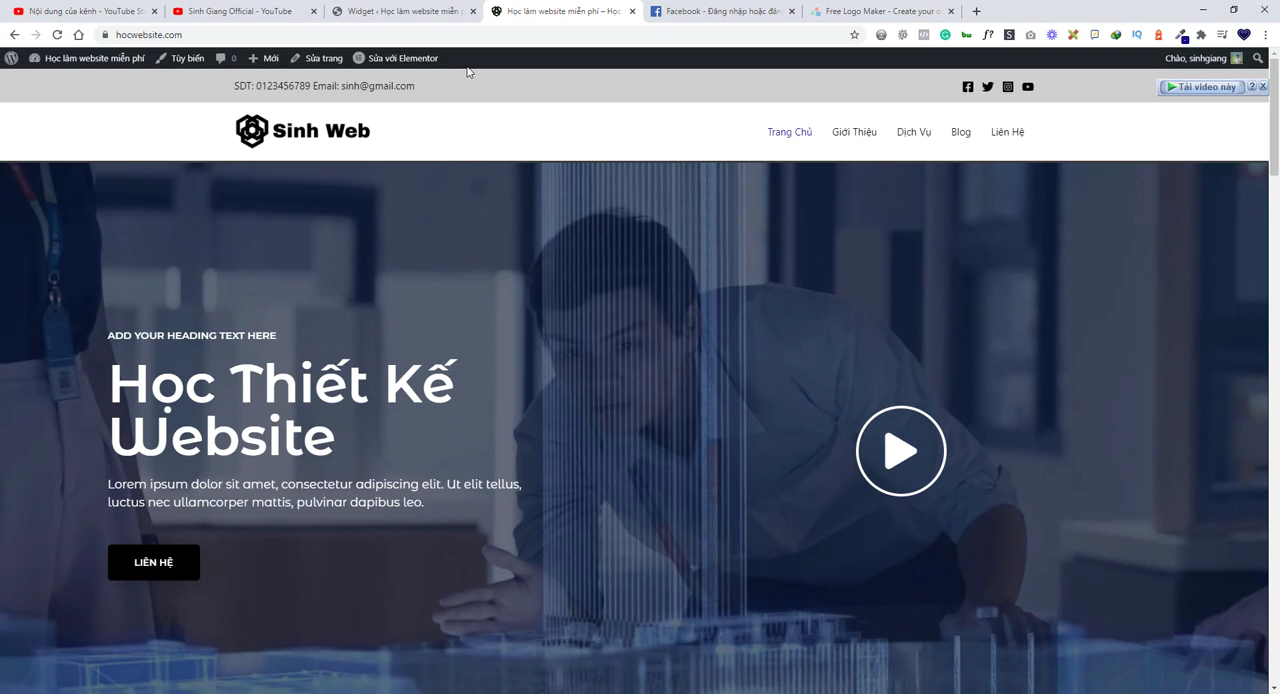 Nội dung của kênh - YouTube St
Sinh Giang Official - YouTube
Widget ‹ Học làm website miễn p
Học làm website miễn phí – Học
Facebook - Đăng nhập hoặc đăn
Free Logo Maker - Create your o
hocwebsite.com
Học làm website miễn phí
Tùy biến
0
Mới
Sửa trang
Sửa với Elementor
Chào, sinhgiang
SDT: 0123456789 Email: sinh@gmail.com
Tải video này
Sinh Web
Trang Chủ
Giới Thiệu
Dịch Vụ
Blog
Liên Hệ
ADD YOUR HEADING TEXT HERE
Học Thiết Kế
Website
Lorem ipsum dolor sit amet, consectetur adipiscing elit. Ut elit tellus,
luctus nec ullamcorper mattis, pulvinar dapibus leo.
LIÊN HỆ